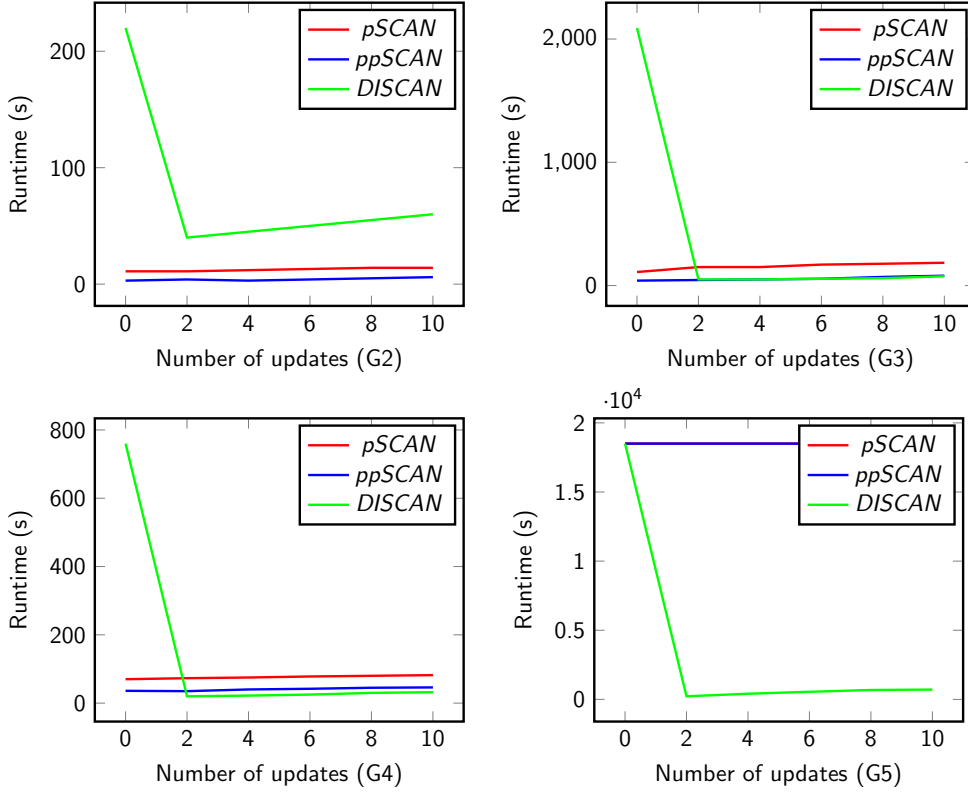 pSCAN
ppSCAN
DISCAN
200
100
0
Runtime (s)
0 2 4 6 8 10
Number of updates (G2)
pSCAN
ppSCAN
DISCAN
2,000
1,000
0
Runtime (s)
0 2 4 6 8 10
Number of updates (G3)
pSCAN
ppSCAN
DISCAN
800
600
400
200
0
Runtime (s)
0 2 4 6 8 10
Number of updates (G4)
·10⁴
pSCAN
ppSCAN
DISCAN
2
1.5
1
0.5
0
Runtime (s)
0 2 4 6 8 10
Number of updates (G5)